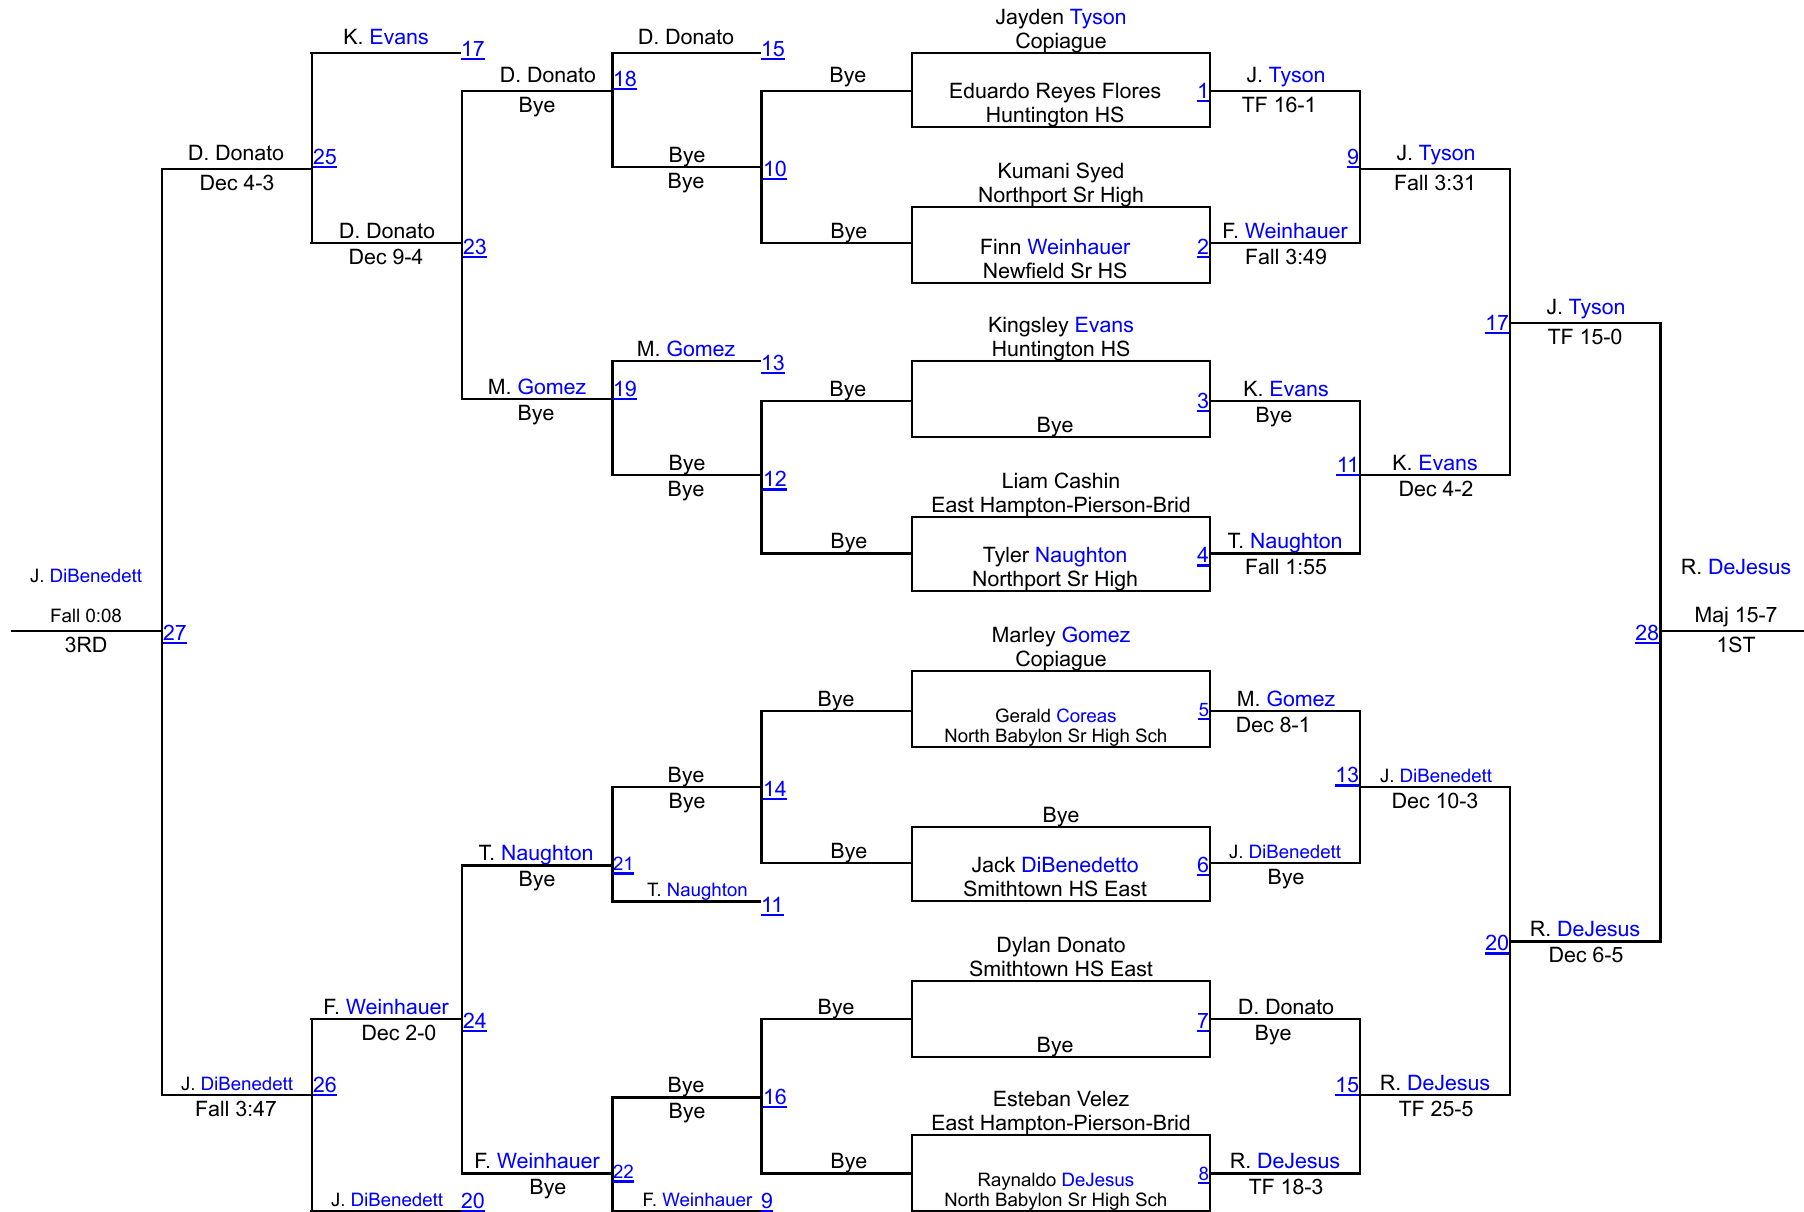 Jayden Tyson
Copiague
K. Evans
17
D. Donato
15
D. Donato
18
Bye
Bye
Eduardo Reyes Flores
1
Huntington HS
J. Tyson
TF 16-1
D. Donato
25
Dec 4-3
Bye
Bye
10
Kumani Syed
Northport Sr High
9
J. Tyson
Fall 3:31
D. Donato
23
Dec 9-4
Bye
Finn Weinhauer
2
Newfield Sr HS
F. Weinhauer
Fall 3:49
J. Tyson
17
TF 15-0
Kingsley Evans
Huntington HS
M. Gomez
13
M. Gomez
19
Bye
Bye
3
Bye
K. Evans
Bye
Bye
Bye
12
Liam Cashin
East Hampton-Pierson-Brid
11
K. Evans
Dec 4-2
Bye
Tyler Naughton
4
Northport Sr High
T. Naughton
Fall 1:55
J. DiBenedett
Fall 0:08
27
3RD
R. DeJesus
Maj 15-7
28
1ST
Marley Gomez
Copiague
Bye
Gerald Coreas
5
North Babylon Sr High Sch
M. Gomez
Dec 8-1
Bye
Bye
14
13
J. DiBenedett
Dec 10-3
Bye
T. Naughton
21
Bye
T. Naughton
11
Bye
Jack DiBenedetto
6
Smithtown HS East
J. DiBenedett
Bye
20
R. DeJesus
Dec 6-5
Dylan Donato
Smithtown HS East
F. Weinhauer
24
Dec 2-0
Bye
7
Bye
D. Donato
Bye
J. DiBenedett
26
Fall 3:47
Bye
Bye
16
Esteban Velez
East Hampton-Pierson-Brid
15
R. DeJesus
TF 25-5
F. Weinhauer
22
Bye
Bye
Raynaldo DeJesus
8
North Babylon Sr High Sch
R. DeJesus
TF 18-3
J. DiBenedett
20
F. Weinhauer
9